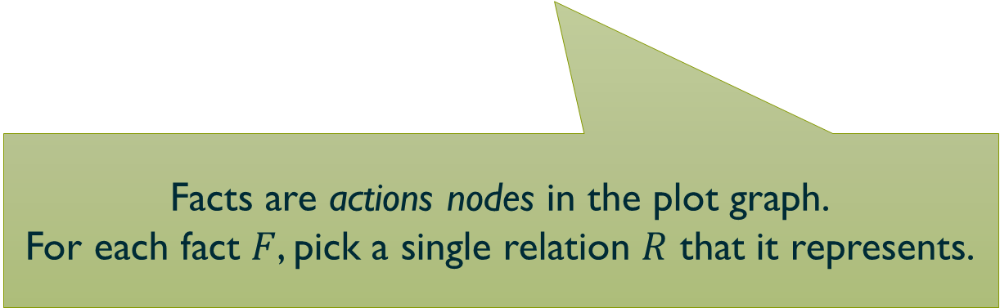 Facts are actions nodes in the plot graph.
For each fact F, pick a single relation R that it represents.